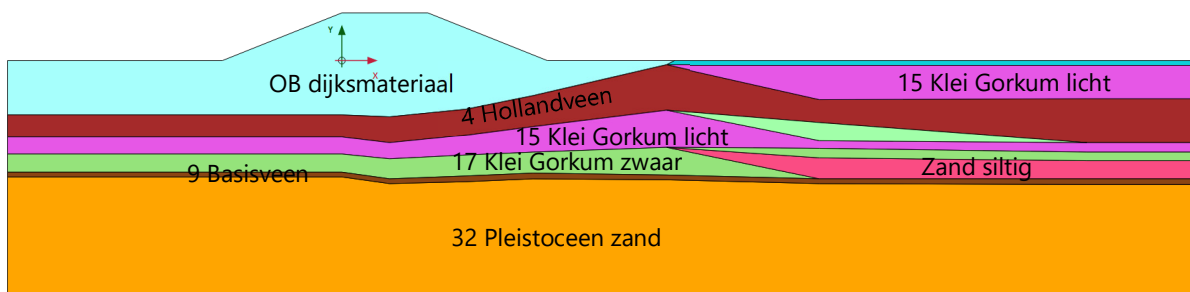 Y
X
OB dijksmateriaal
15 Klei Gorkum licht
4 Hollandveen
15 Klei Gorkum licht
17 Klei Gorkum zwaar
9 Basisveen
Zand siltig
32 Pleistoceen zand